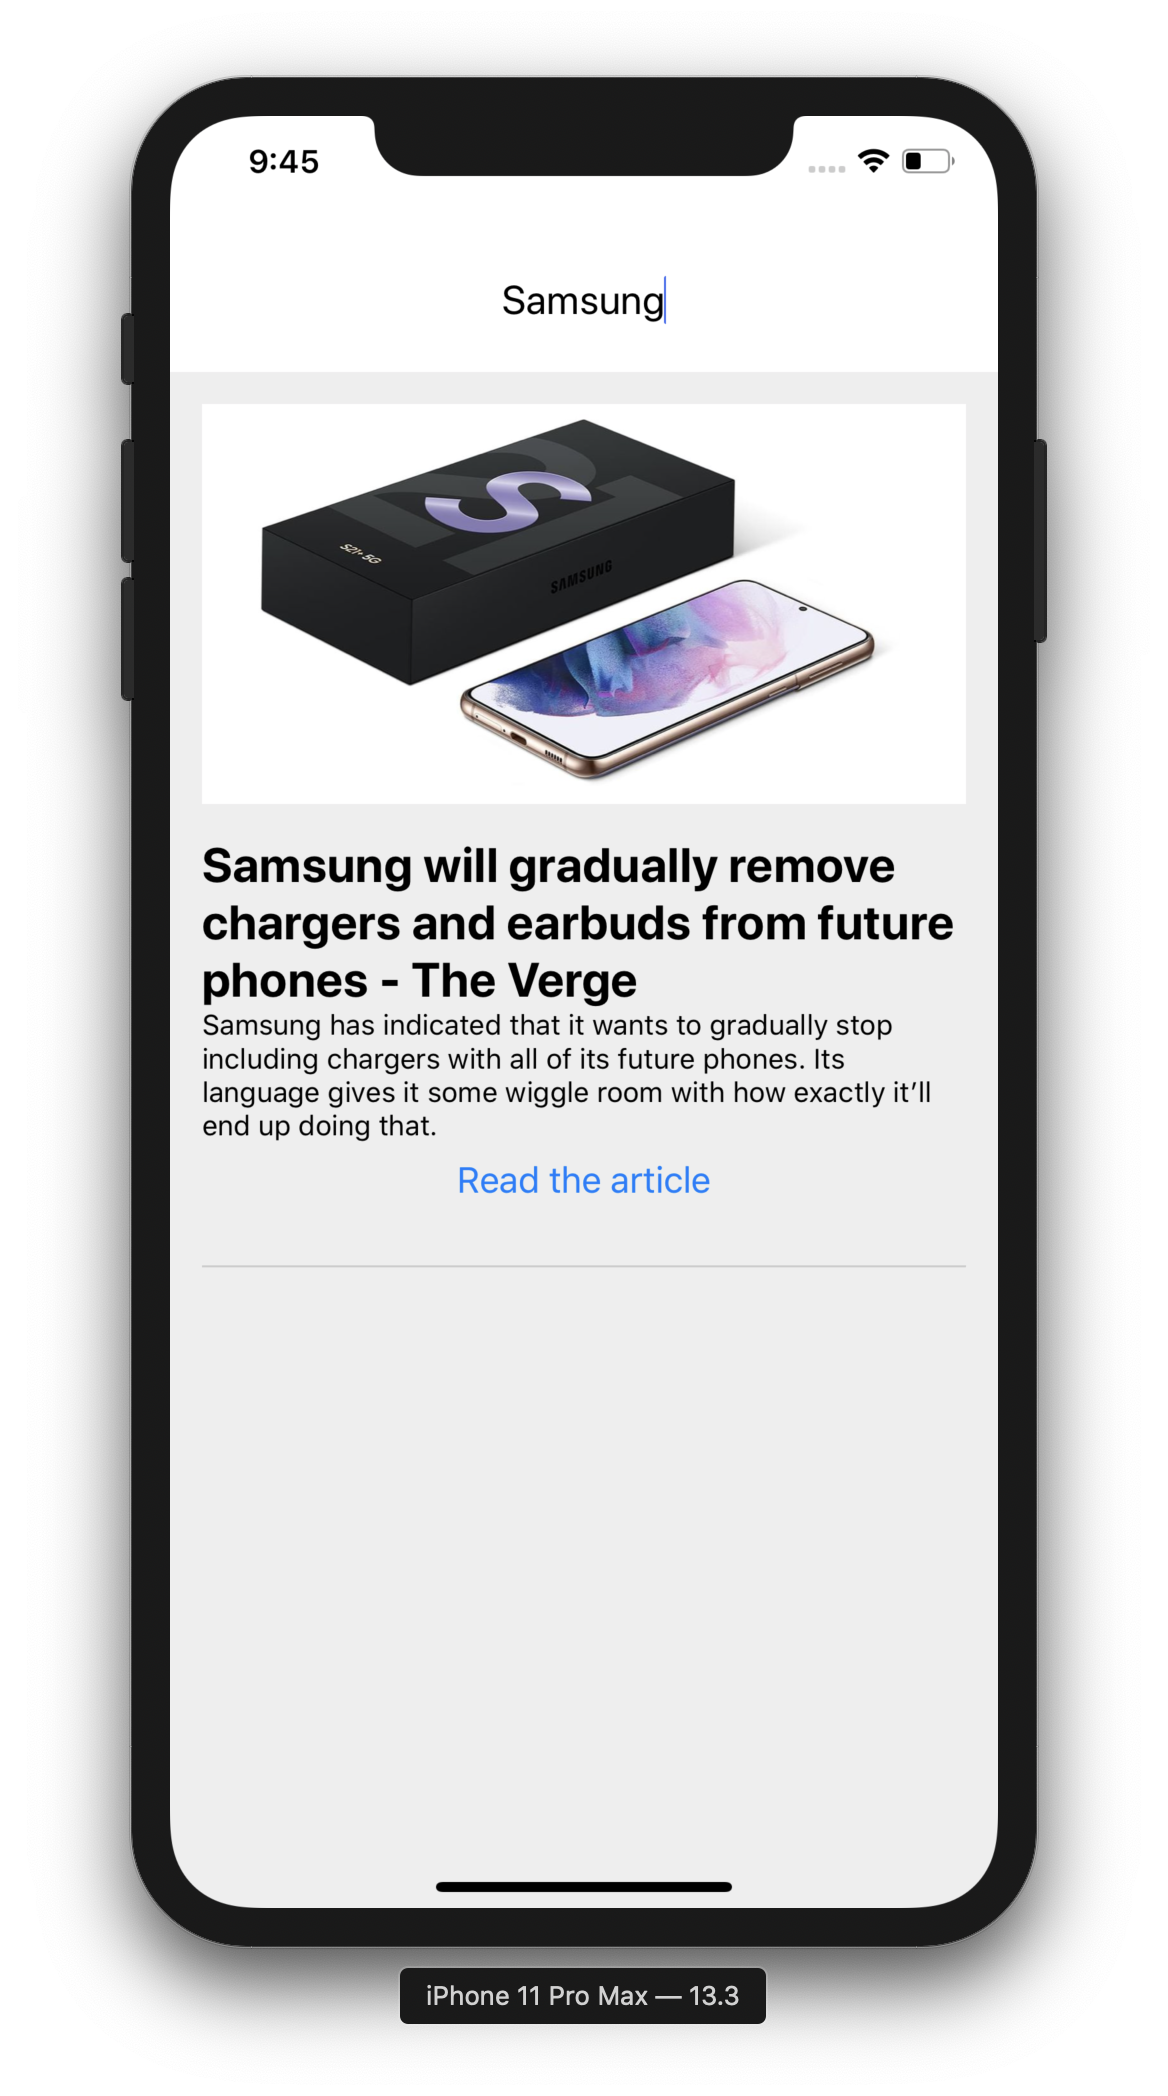 9:45
Samsung
S21+ 5G
S
SAMSUNG
Samsung will gradually remove
chargers and earbuds from future
phones - The Verge
Samsung has indicated that it wants to gradually stop
including chargers with all of its future phones. Its
language gives it some wiggle room with how exactly it’ll
end up doing that.
Read the article
iPhone 11 Pro Max — 13.3